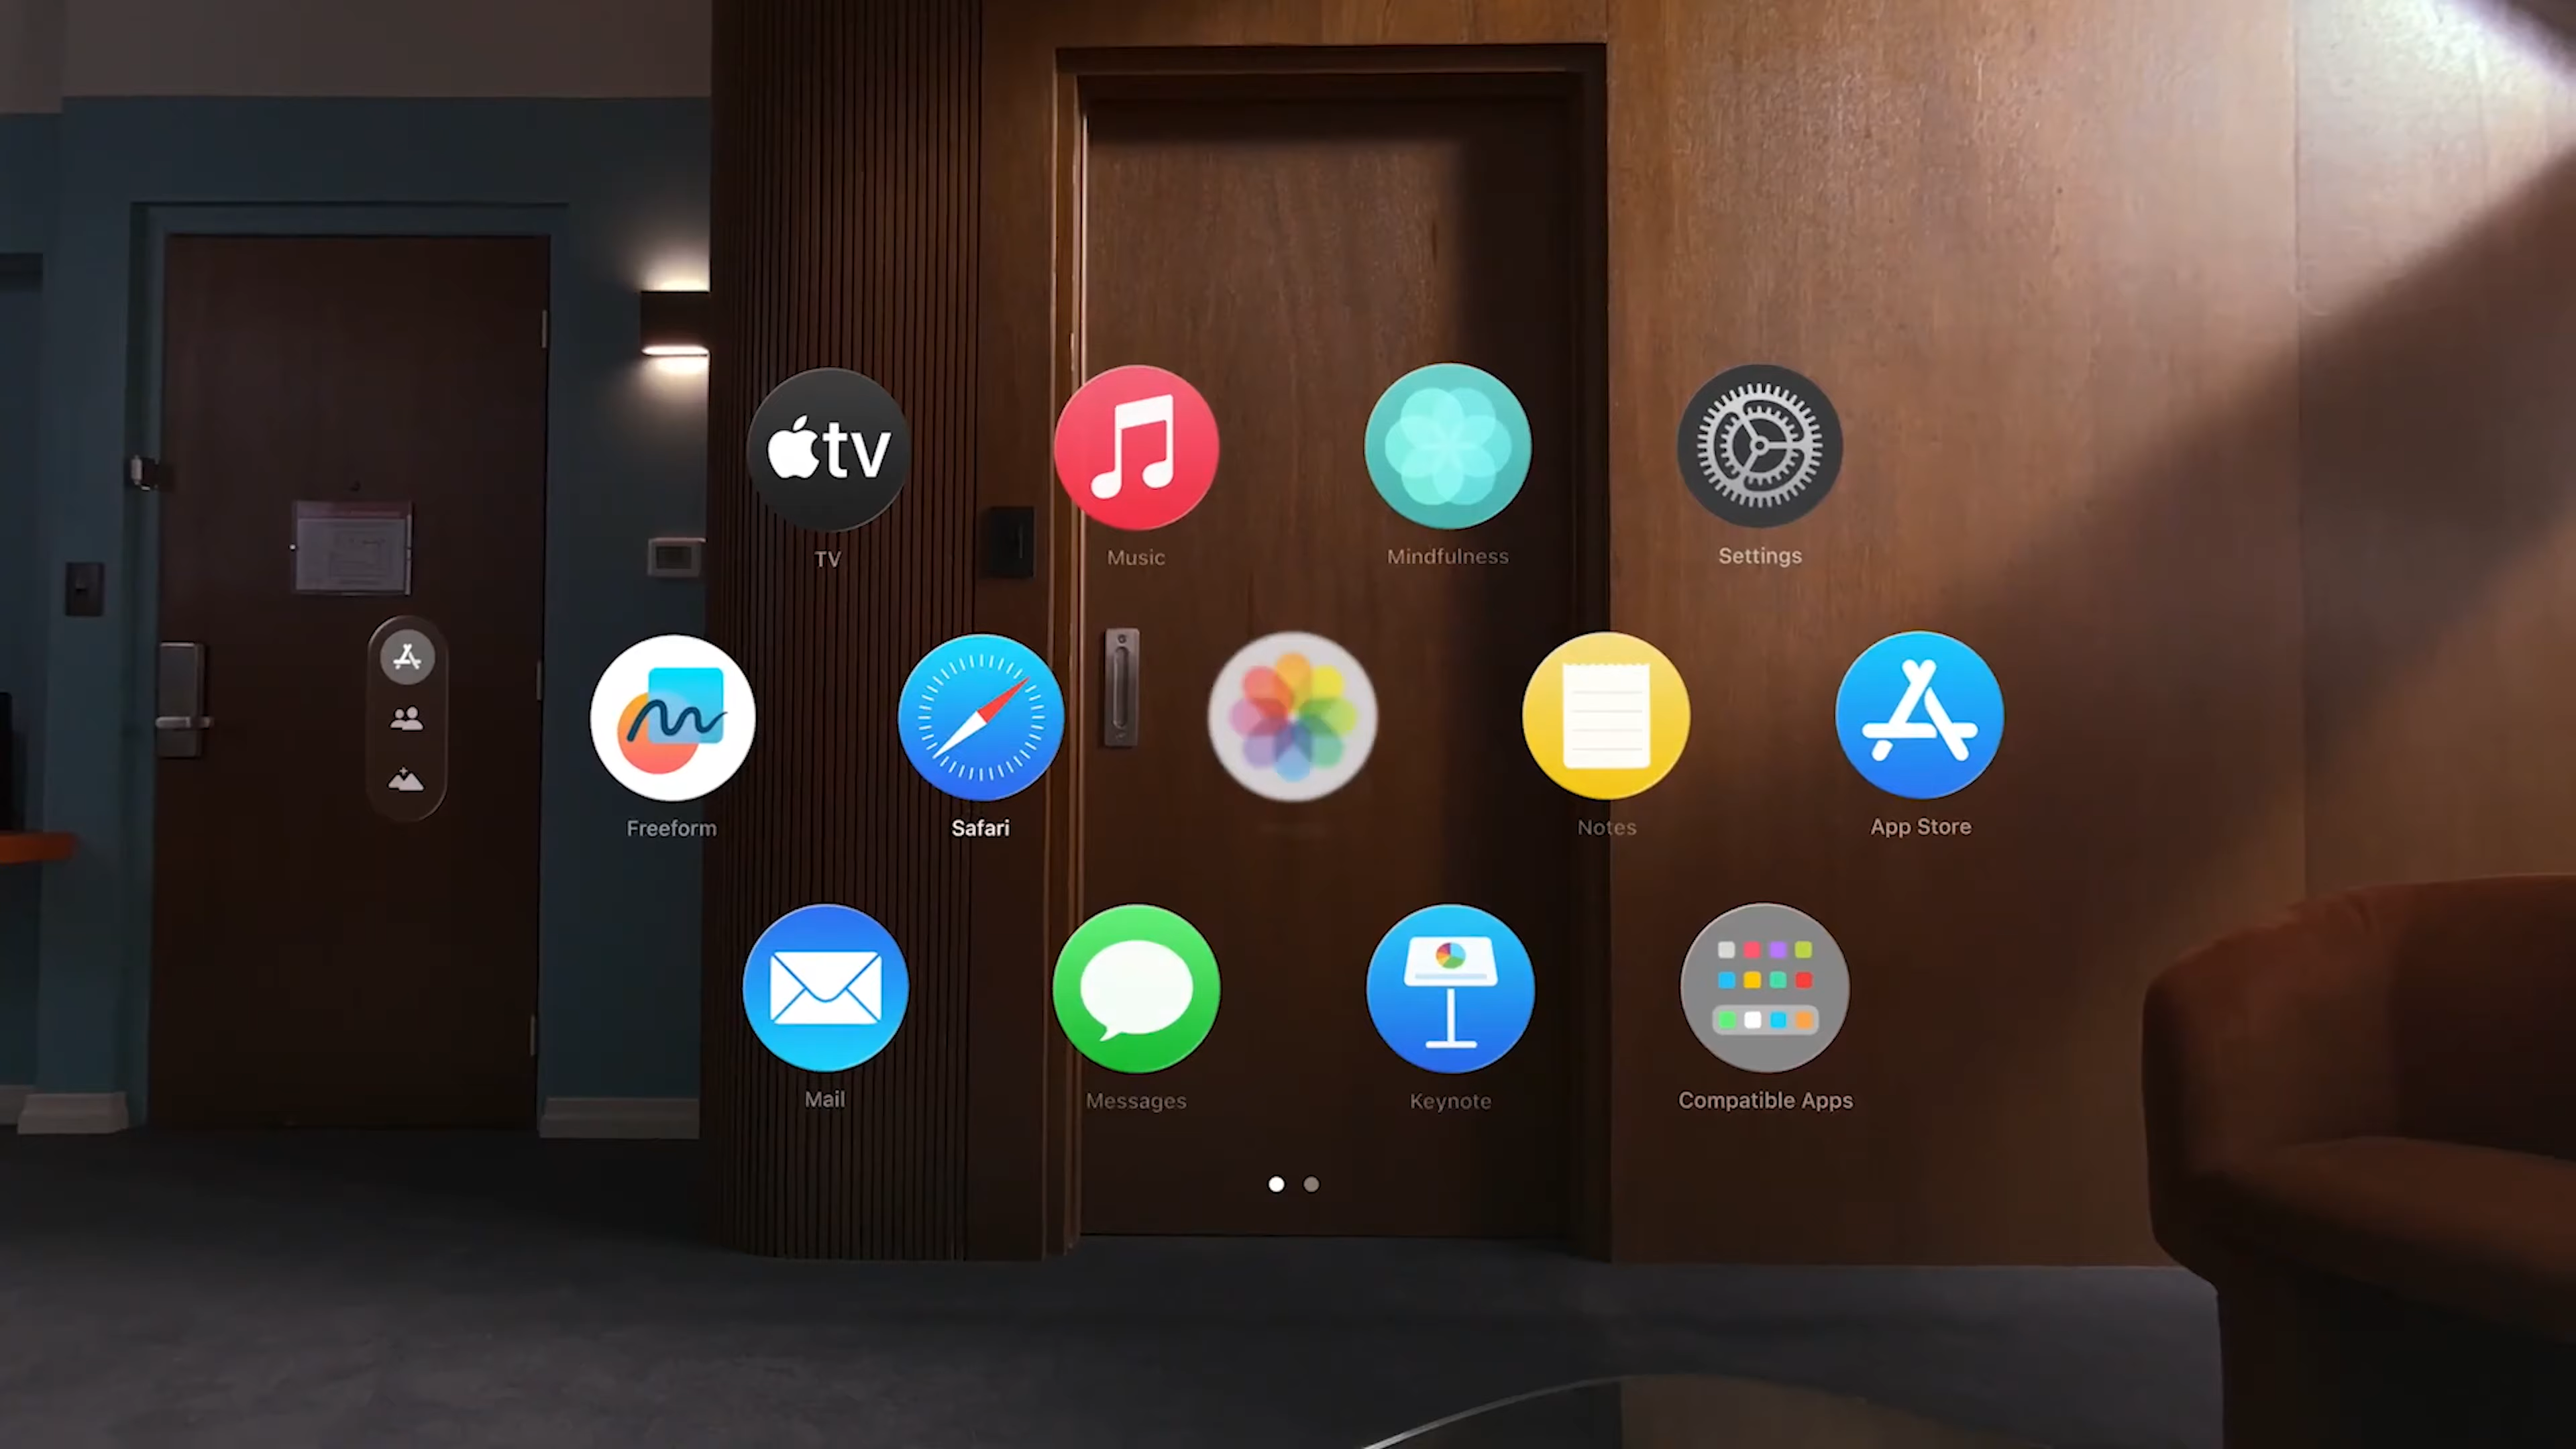 tv
TV
Music
Mindfulness
Settings
Freeform
Safari
Notes
App Store
Mail
Messages
Keynote
Compatible Apps